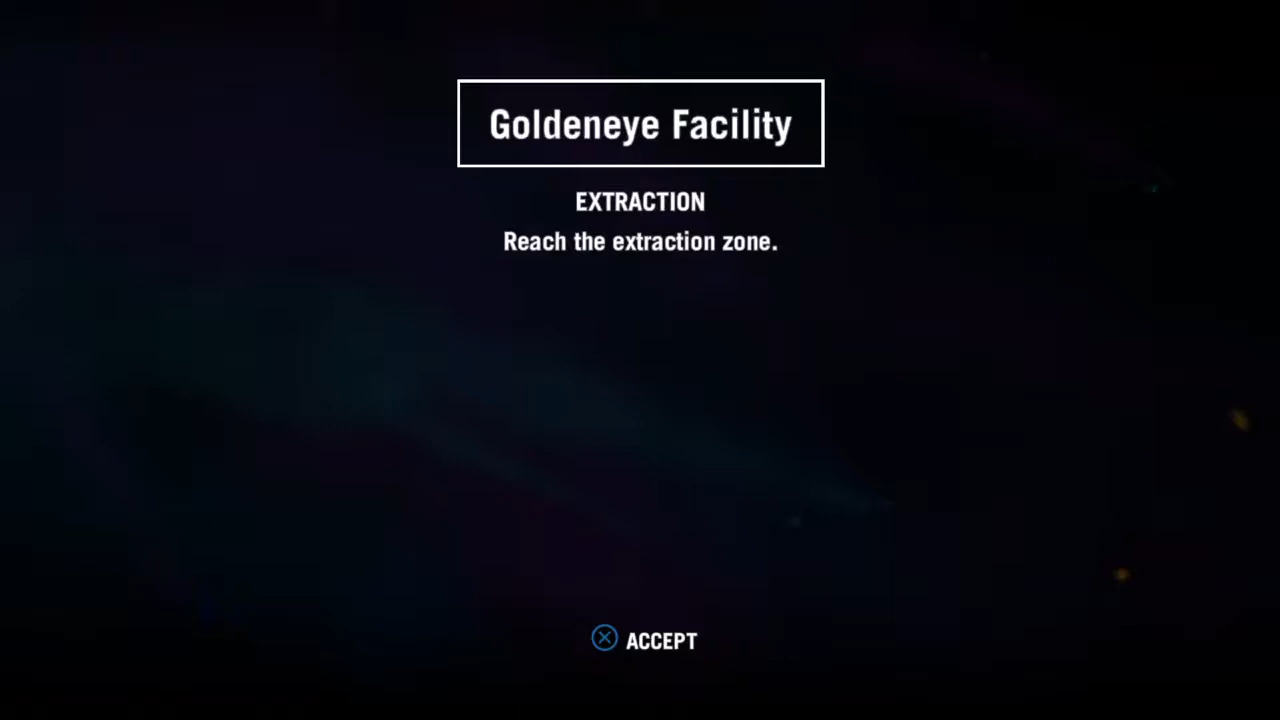 Goldeneye Facility
EXTRACTION
Reach the extraction zone.
ACCEPT